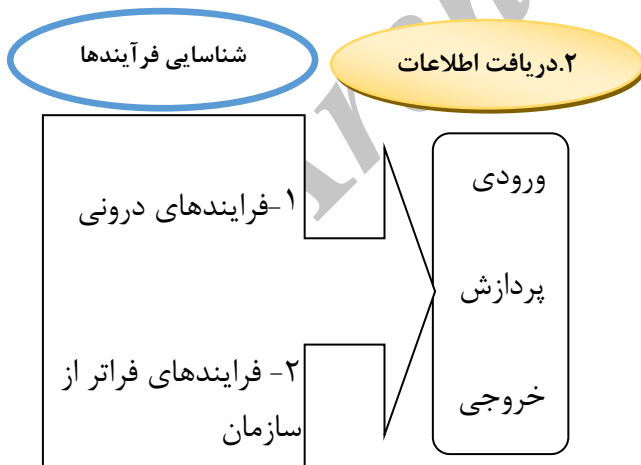 شناسایی فرآیندها
۲.دریافت اطلاعات
۱-فرایندهای درونی
۲- فرایندهای فراتر از
سازمان
ورودی
پردازش
خروجی